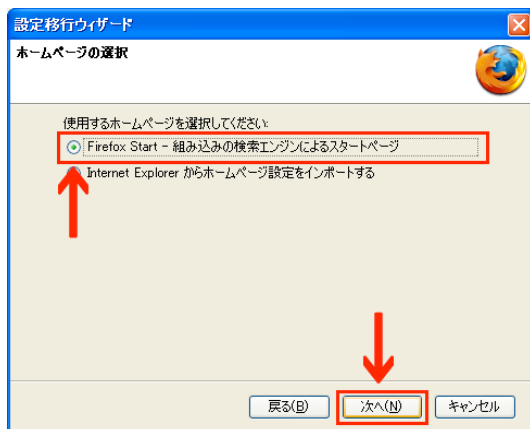 設定移行ウィザード
ホームページの選択
使用するホームページを選択してください:
Firefox Start - 組み込みの検索エンジンによるスタートページ
Internet Explorer からホームページ設定をインポートする
戻る(B) 次へ(N) キャンセル